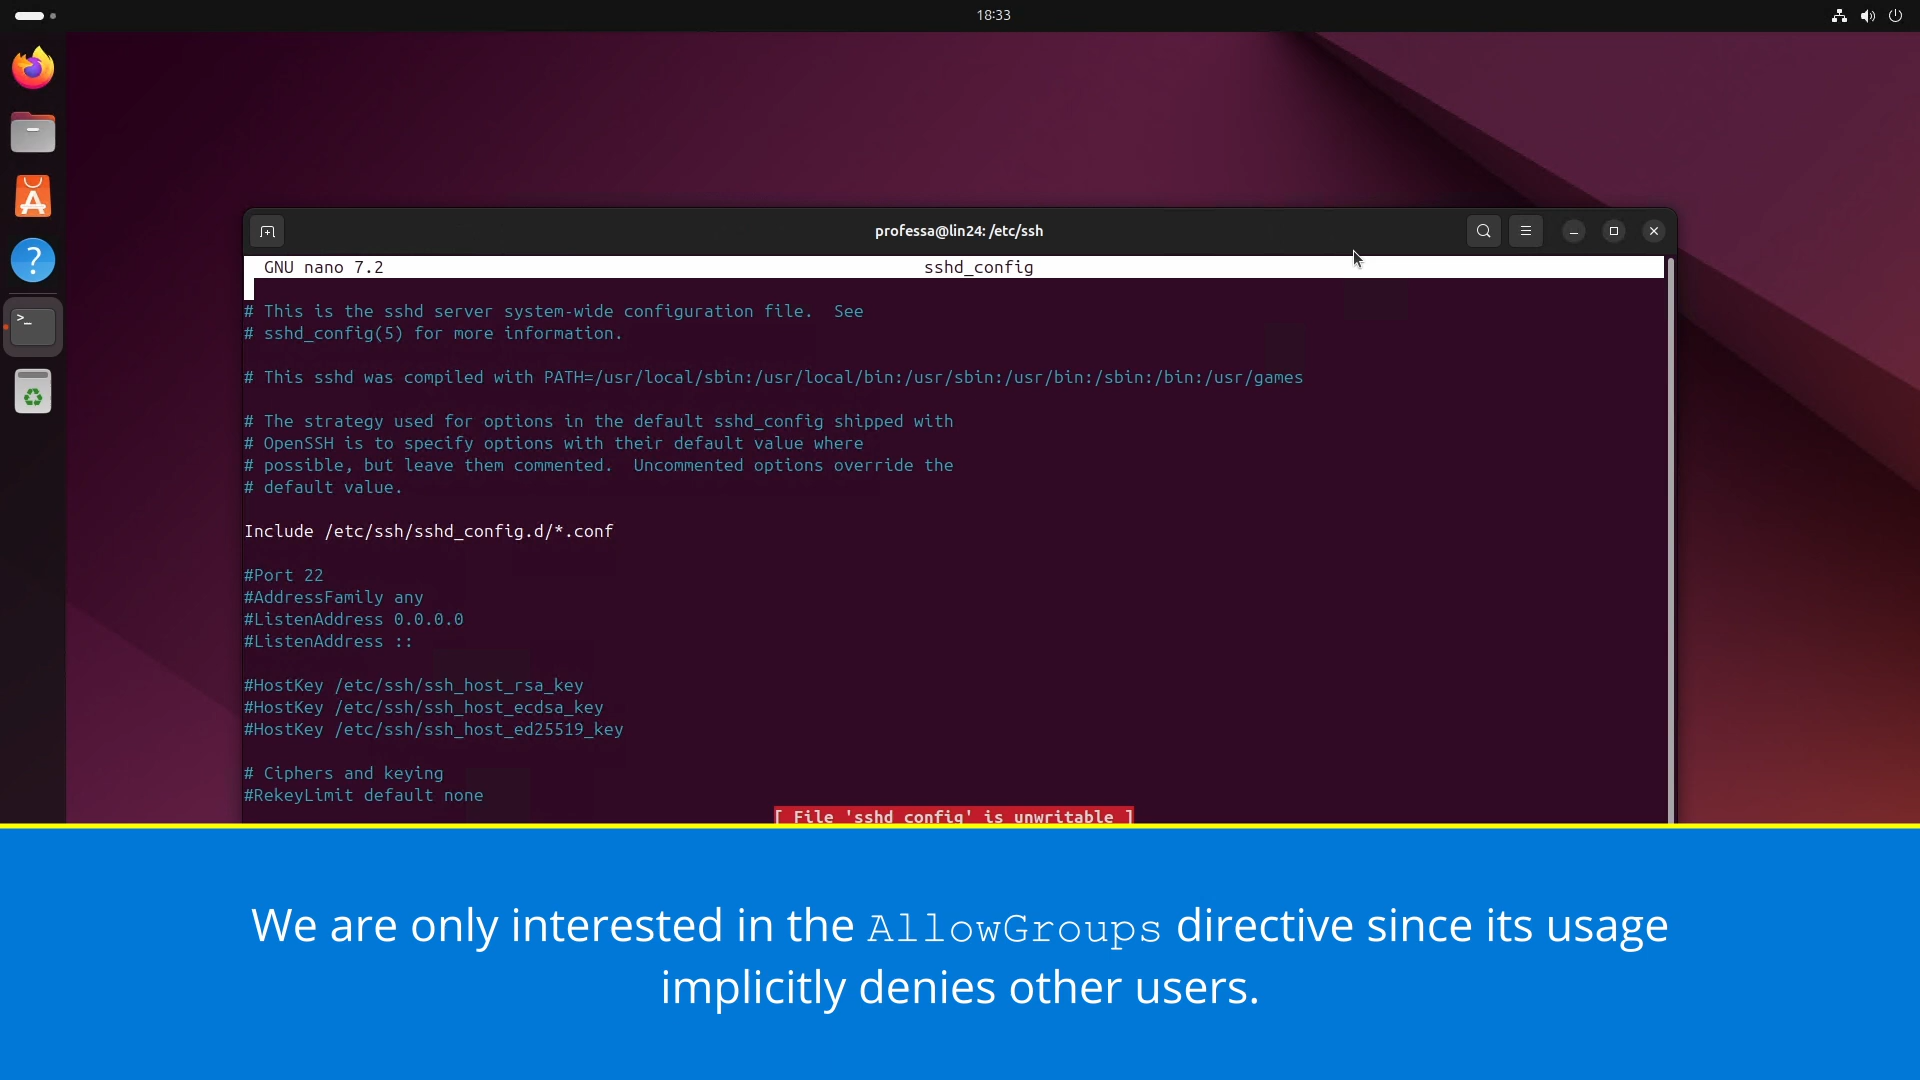 18:33
professa@lin24: /etc/ssh
GNU nano 7.2 sshd_config
# This is the sshd server system-wide configuration file.  See
# sshd_config(5) for more information.
# This sshd was compiled with PATH=/usr/local/sbin:/usr/local/bin:/usr/sbin:/usr/bin:/sbin:/bin:/usr/games
# The strategy used for options in the default sshd_config shipped with
# OpenSSH is to specify options with their default value where
# possible, but leave them commented.  Uncommented options override the
# default value.
Include /etc/ssh/sshd_config.d/*.conf
#Port 22
#AddressFamily any
#ListenAddress 0.0.0.0
#ListenAddress ::
#HostKey /etc/ssh/ssh_host_rsa_key
#HostKey /etc/ssh/ssh_host_ecdsa_key
#HostKey /etc/ssh/ssh_host_ed25519_key
# Ciphers and keying
#RekeyLimit default none
[ File 'sshd_config' is unwritable ]
We are only interested in the AllowGroups directive since its usage
implicitly denies other users.